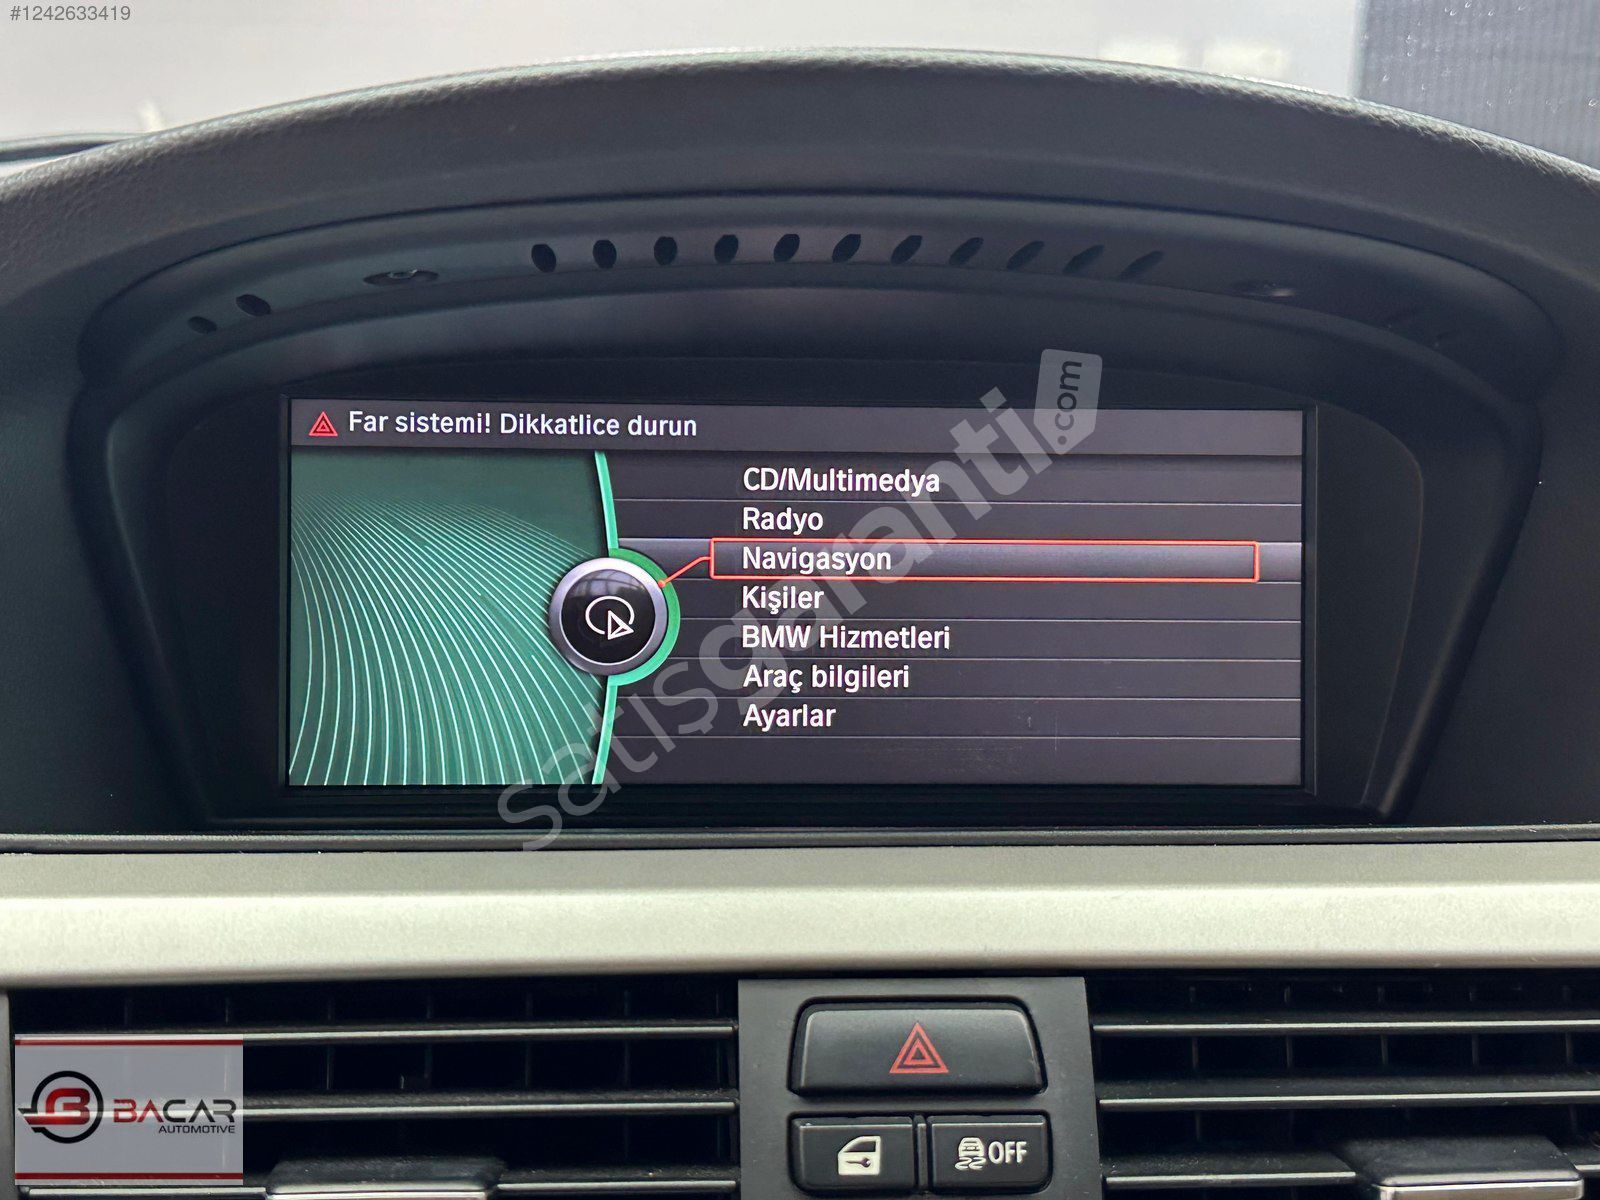 #1242633419
Far sistemi! Dikkatlice durun
CD/Multimedya
Radyo
Navigasyon
Kişiler
BMW Hizmetleri
Araç bilgileri
Ayarlar
satışgaranti.com
BACAR
AUTOMOTIVE
OFF